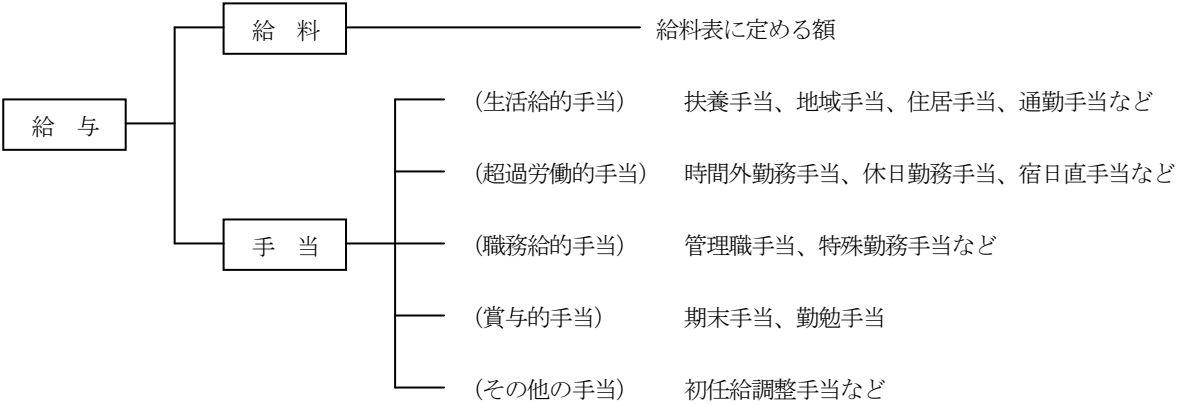 給　料　給料表に定める額
給　与
（生活給的手当）　扶養手当、地域手当、住居手当、通勤手当など
（超過労働的手当）　時間外勤務手当、休日勤務手当、宿日直手当など
手　当
（職務給的手当）　管理職手当、特殊勤務手当など
（賞与的手当）　期末手当、勤勉手当
（その他の手当）　初任給調整手当など